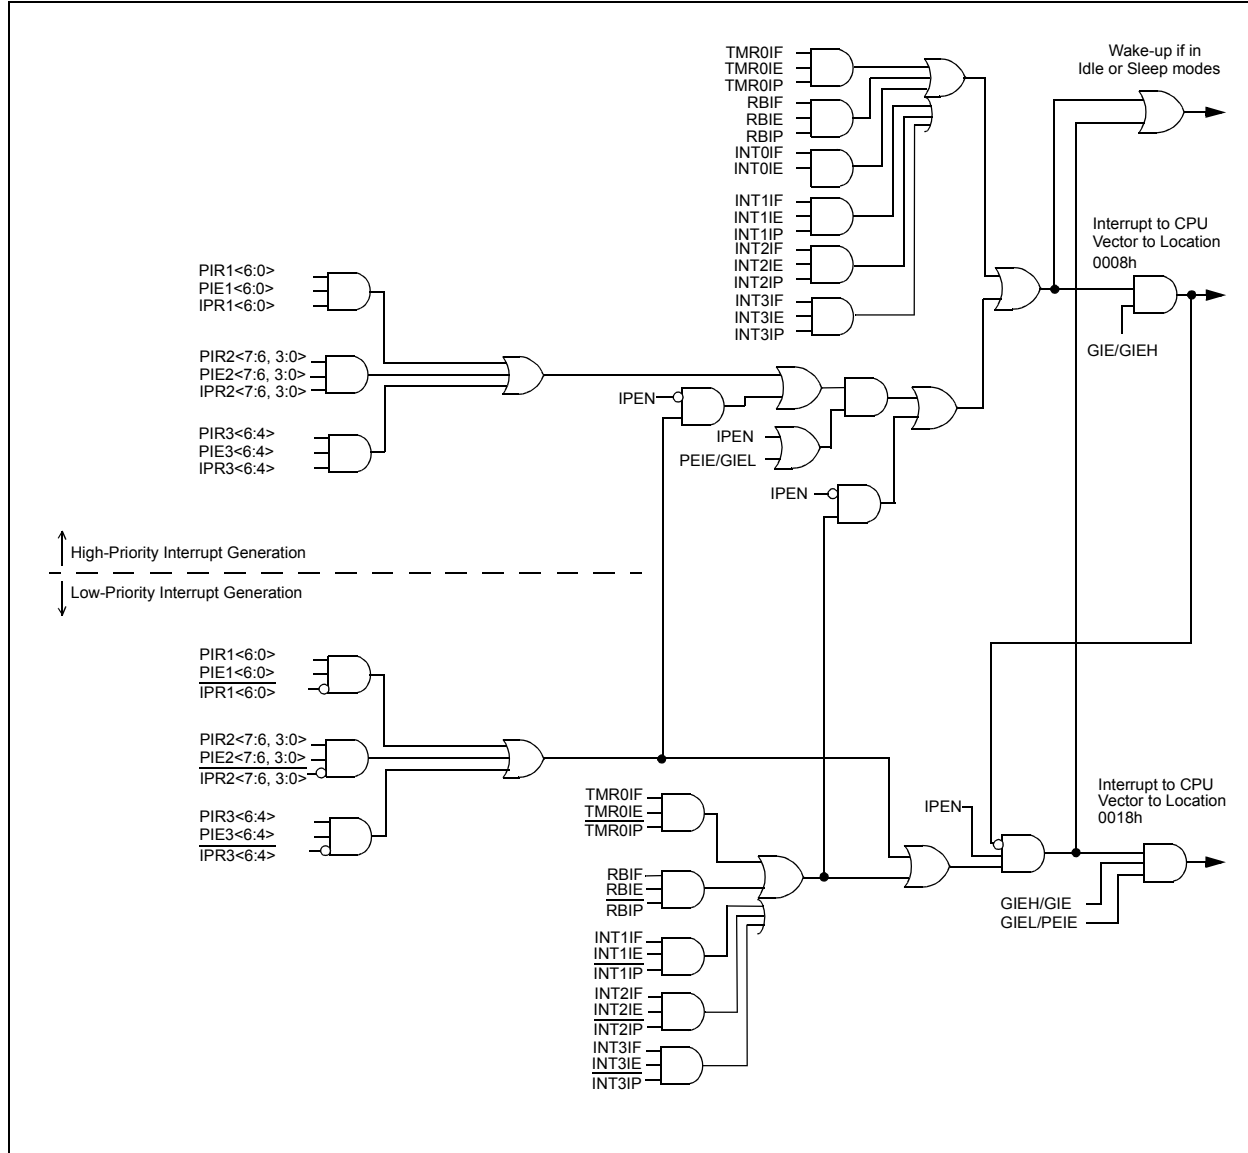 TMR0IF
TMR0IE
TMR0IP
RBIF
RBIE
RBIP
INT0IF
INT0IE
INT1IF
INT1IE
INT1IP
INT2IF
INT2IE
INT2IP
INT3IF
INT3IE
INT3IP
Wake-up if in
Idle or Sleep modes
Interrupt to CPU
Vector to Location
0008h
GIE/GIEH
PIR1<6:0>
PIE1<6:0>
IPR1<6:0>
PIR2<7:6, 3:0>
PIE2<7:6, 3:0>
IPR2<7:6, 3:0>
PIR3<6:4>
PIE3<6:4>
IPR3<6:4>
IPEN
IPEN
PEIE/GIEL
IPEN
High-Priority Interrupt Generation
Low-Priority Interrupt Generation
PIR1<6:0>
PIE1<6:0>
IPR1<6:0>
PIR2<7:6, 3:0>
PIE2<7:6, 3:0>
IPR2<7:6, 3:0>
PIR3<6:4>
PIE3<6:4>
IPR3<6:4>
TMR0IF
TMR0IE
TMR0IP
RBIF
RBIE
RBIP
INT1IF
INT1IE
INT1IP
INT2IF
INT2IE
INT2IP
INT3IF
INT3IE
INT3IP
IPEN
Interrupt to CPU
Vector to Location
0018h
GIEH/GIE
GIEL/PEIE